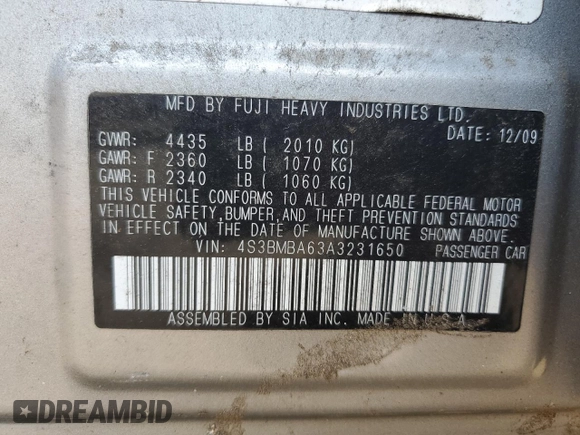 MFD BY FUJI HEAVY INDUSTRIES LTD.
DATE: 12/09
GVWR: 4435 LB ( 2010 KG)
GAWR: F 2360 LB ( 1070 KG)
GAWR: R 2340 LB ( 1060 KG)
THIS VEHICLE CONFORMS TO ALL APPLICABLE FEDERAL MOTOR
VEHICLE SAFETY, BUMPER, AND THEFT PREVENTION STANDARDS
IN EFFECT ON THE DATE OF MANUFACTURE SHOWN ABOVE.
VIN: 4S3BMBA63A3231650 PASSENGER CAR
ASSEMBLED BY SIA INC. MADE IN U.S.A.
DREAMBID